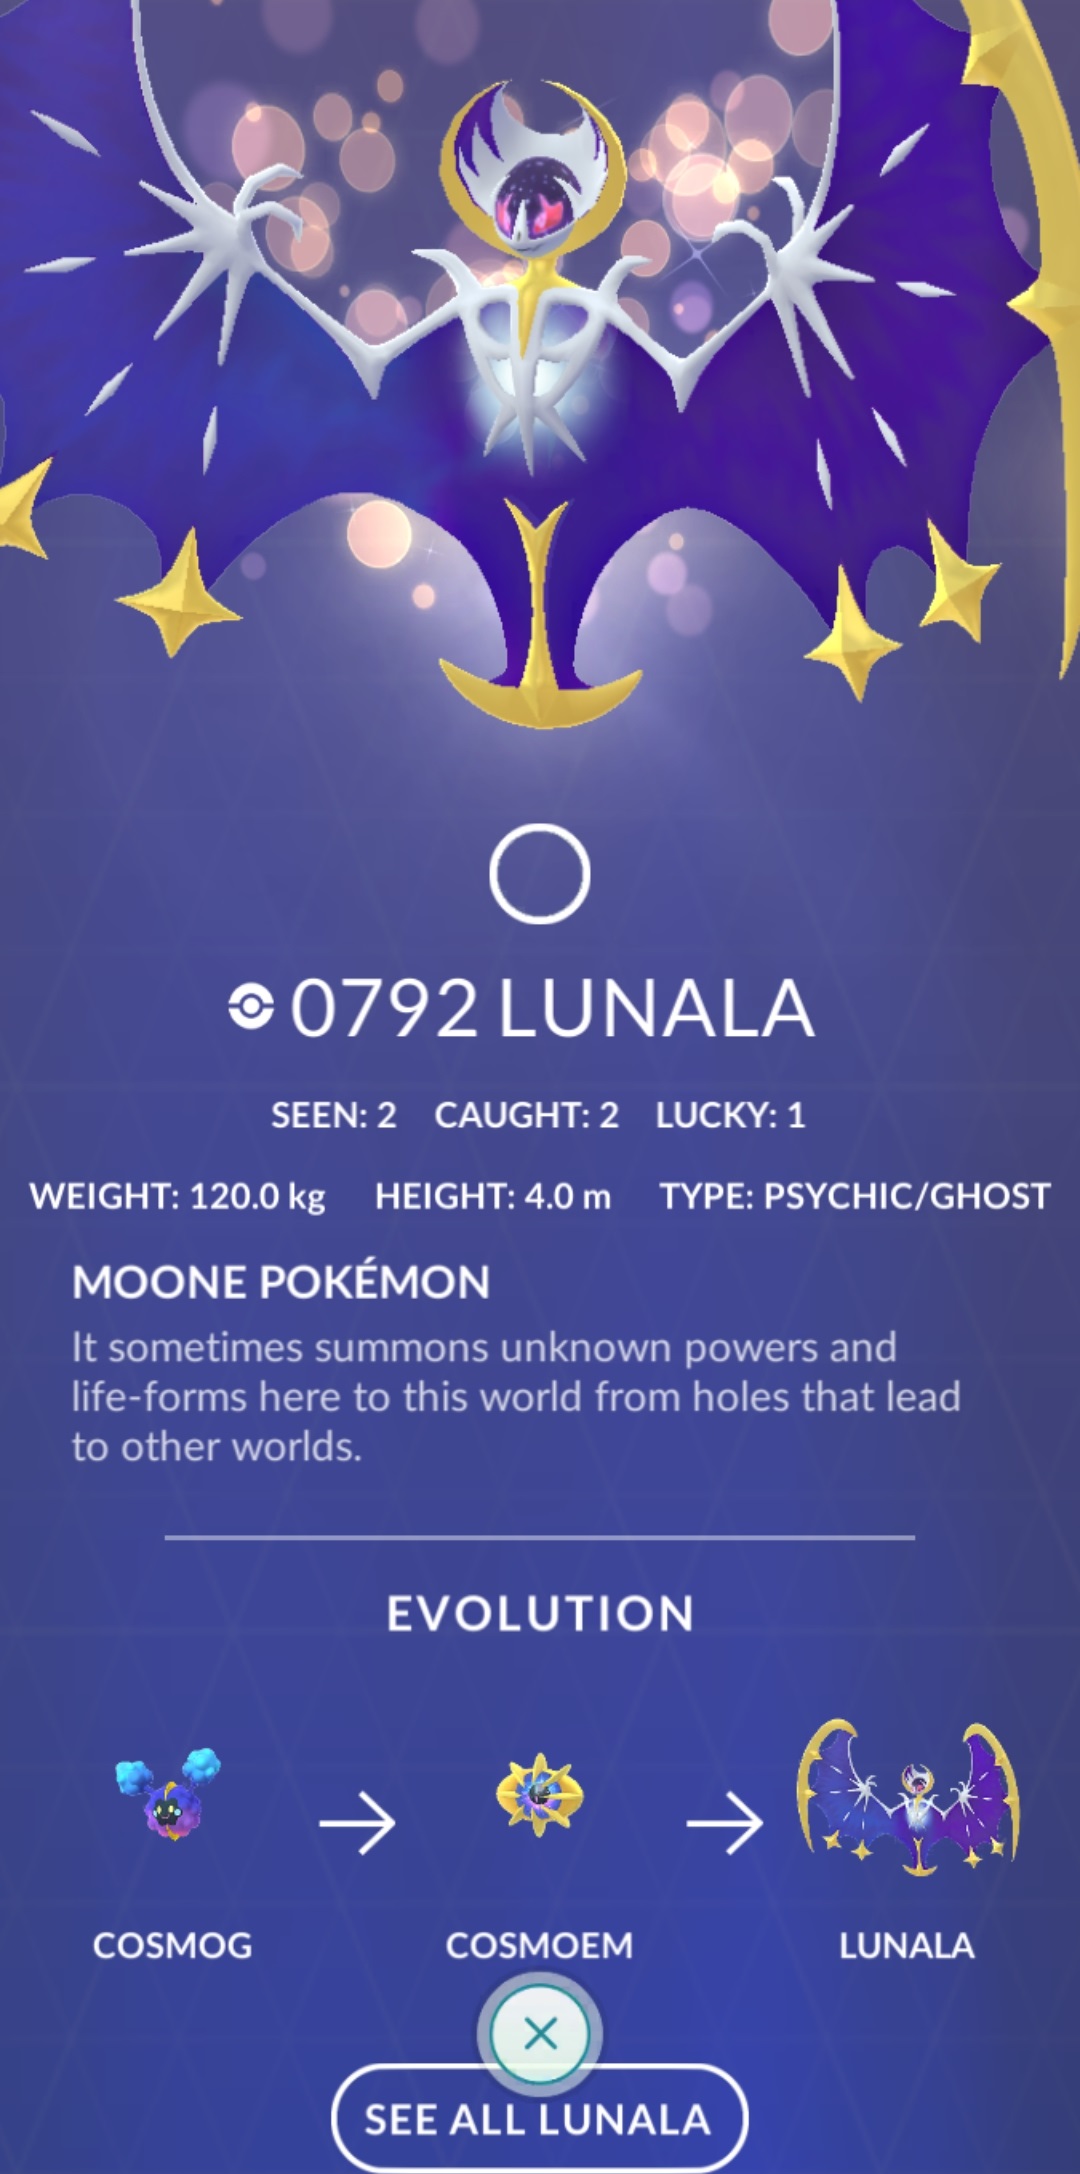 0792 LUNALA
SEEN: 2 CAUGHT: 2 LUCKY: 1
WEIGHT: 120.0 kg HEIGHT: 4.0 m TYPE: PSYCHIC/GHOST
MOONE POKÉMON
It sometimes summons unknown powers and
life-forms here to this world from holes that lead
to other worlds.
EVOLUTION
COSMOG COSMOEM LUNALA
SEE ALL LUNALA